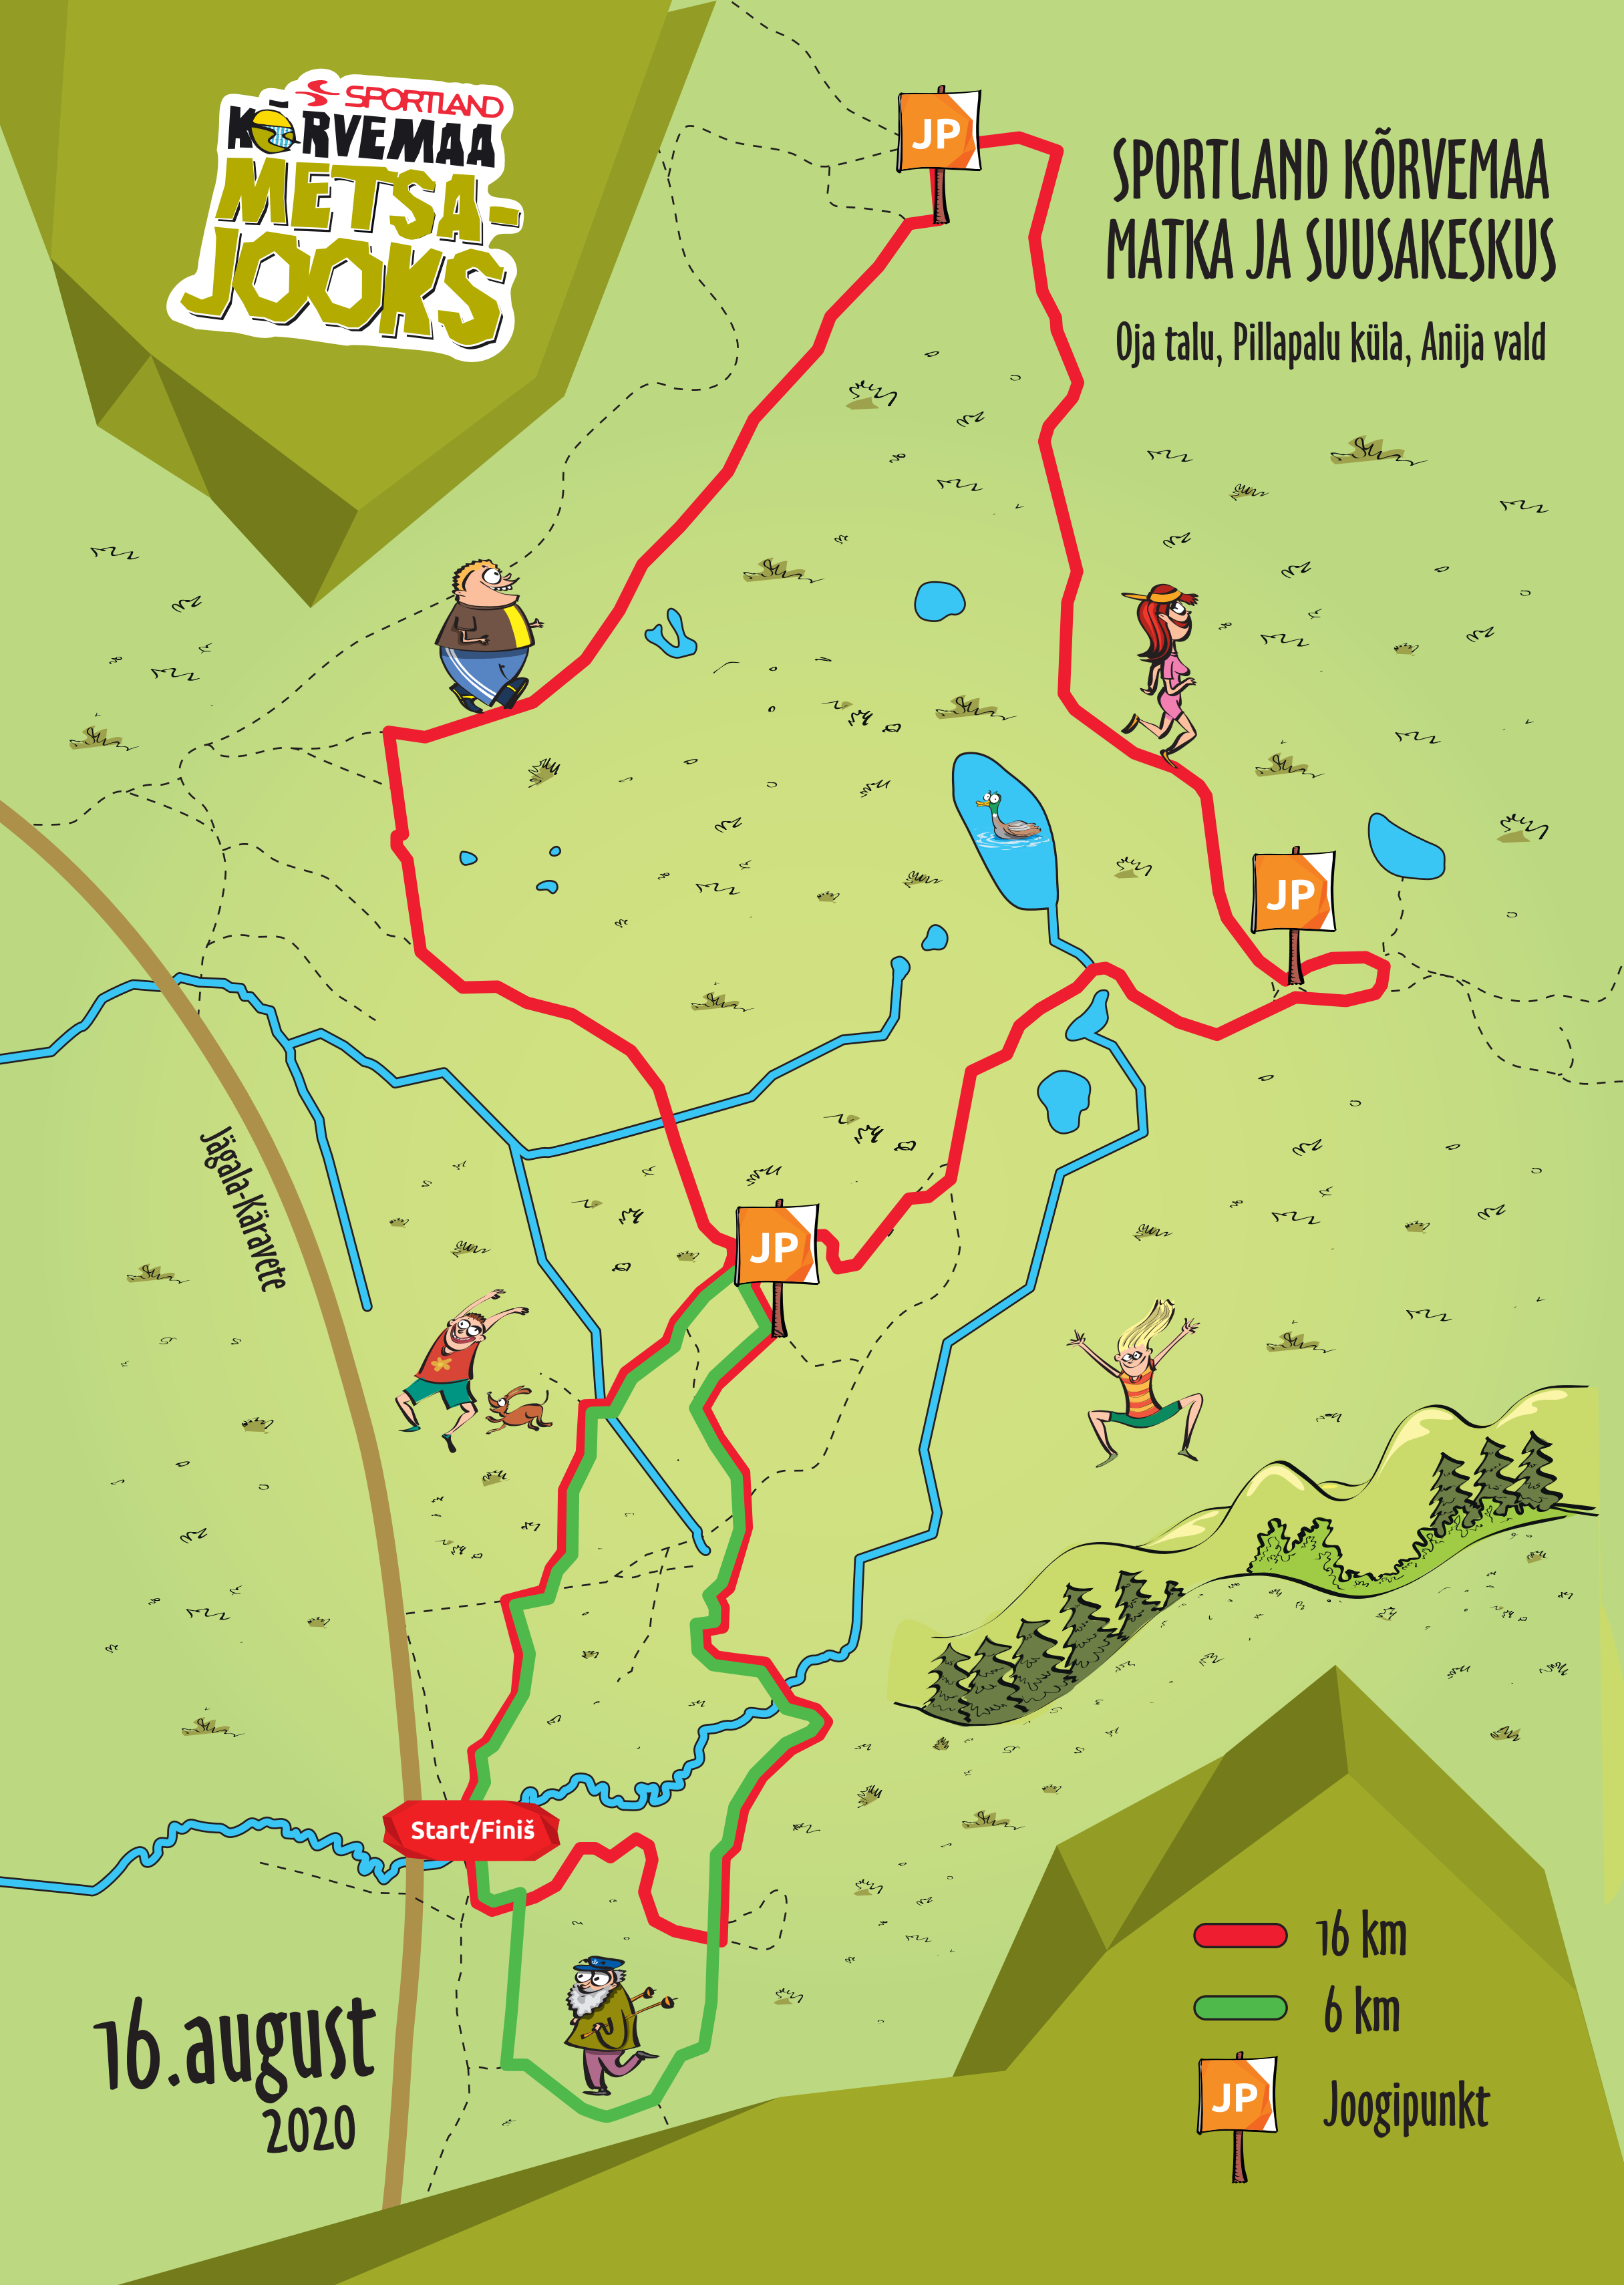 SPORTLAND
KÕRVEMAA
METSA-
JOOKS
JP
SPORTLAND KÕRVEMAA
MATKA JA SUUSAKESKUS
Oja talu, Pillapalu küla, Anija vald
JP
Jägala-Käravete
JP
Start/Finiš
16 km
6 km
JP Joogipunkt
16.august
2020